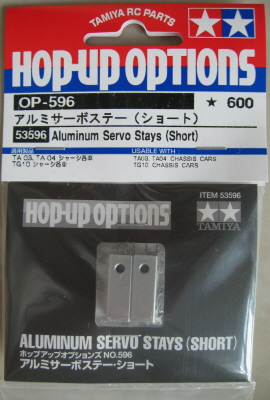 TAMIYA RC PARTS
TAMIYA
HOP-UP OPTIONS
OP-596
アルミサーボステー（ショート）
★ 600
53596 Aluminum Servo Stays (Short)
適用製品
TA 03, TA 04 シャーシ各車
TG10 シャーシ各車
USABLE WITH :
TA03, TA04 CHASSIS CARS
TG10 CHASSIS CARS
ITEM 53596
HOP-UP OPTIONS
TAMIYA
ALUMINUM SERVO STAYS (SHORT)
ホップアップオプションズ NO.596
アルミサーボステー・ショート